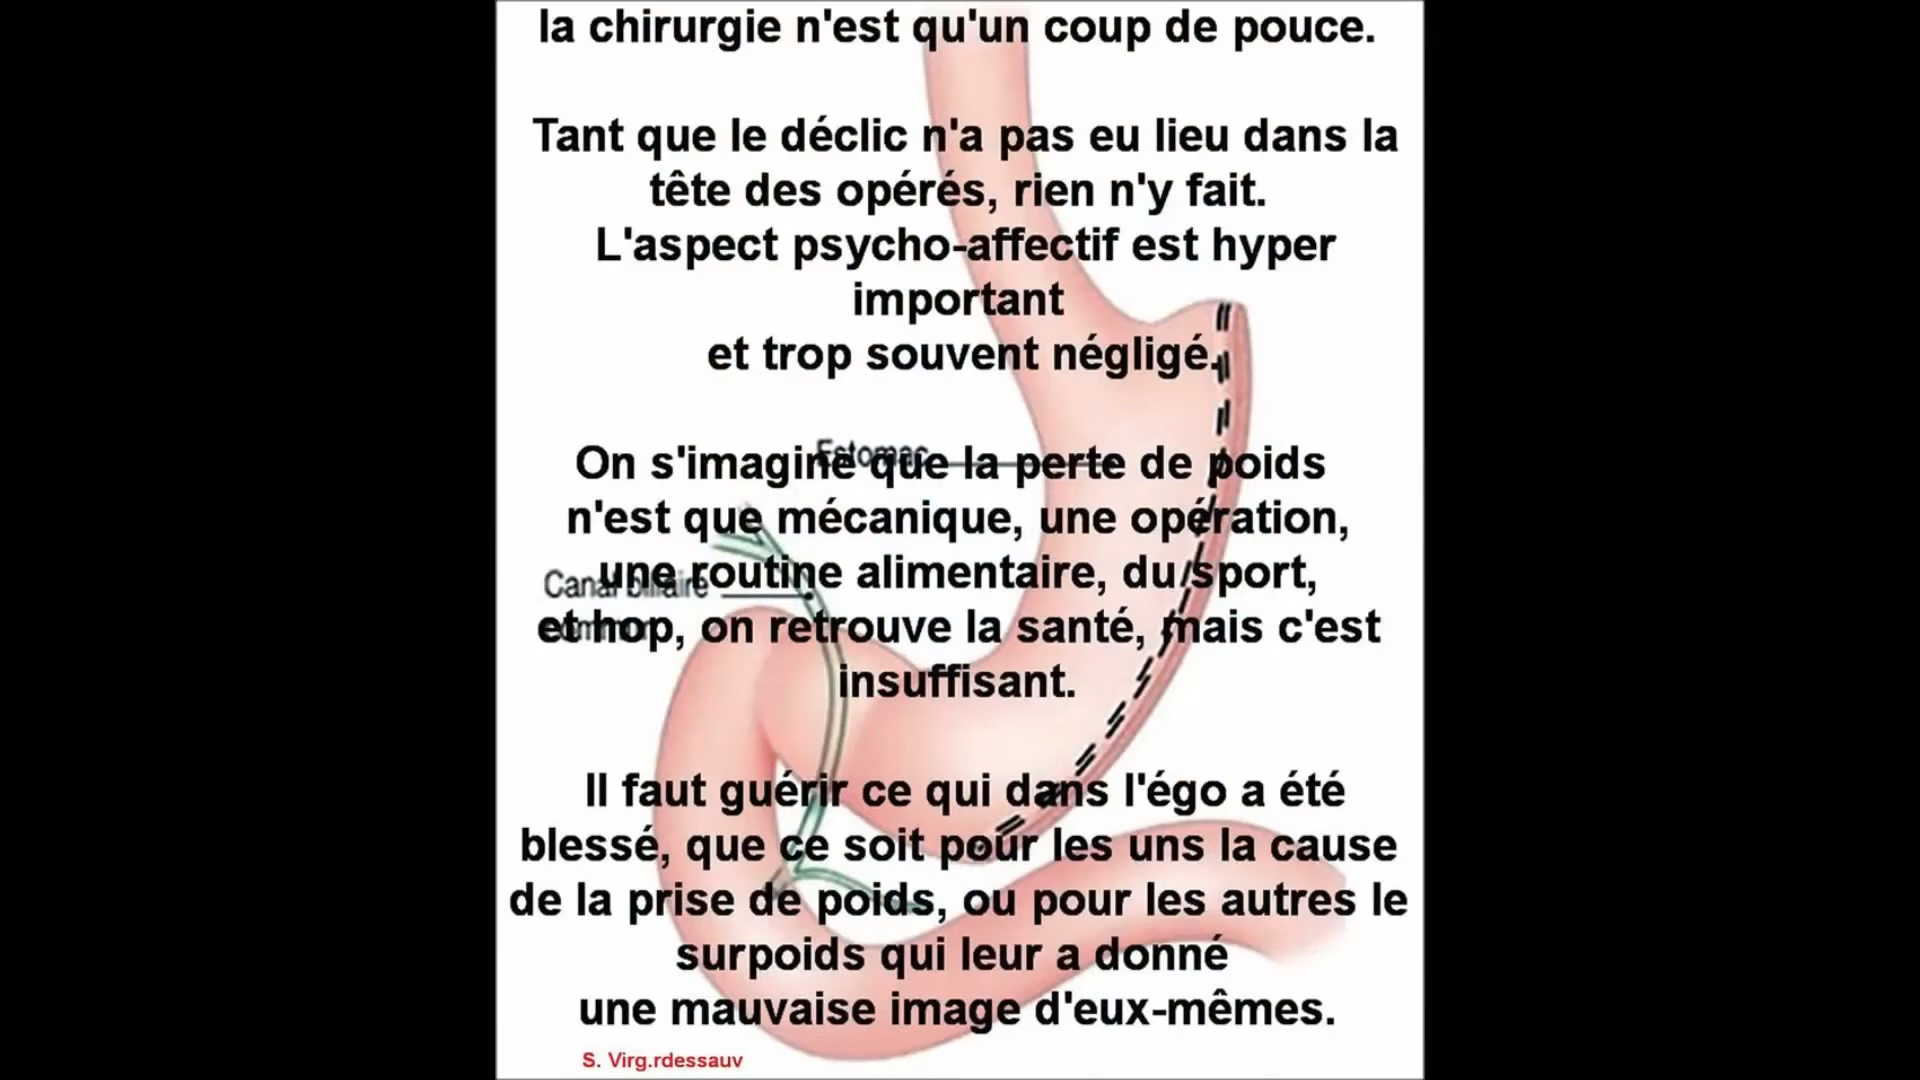 la chirurgie n'est qu'un coup de pouce.
Tant que le déclic n'a pas eu lieu dans la
tête des opérés, rien n'y fait.
L'aspect psycho-affectif est hyper
important
et trop souvent négligé.
Estomac
On s'imagine que la perte de poids
n'est que mécanique, une opération,
une routine alimentaire, du sport,
Canal biliaire
et hop, on retrouve la santé, mais c'est
commun
insuffisant.
Il faut guérir ce qui dans l'égo a été
blessé, que ce soit pour les uns la cause
de la prise de poids, ou pour les autres le
surpoids qui leur a donné
une mauvaise image d'eux-mêmes.
S. Virg.rdessauv